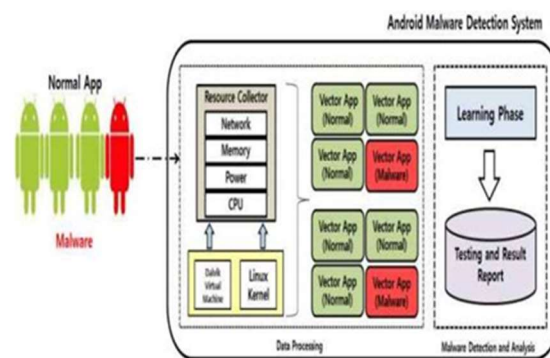 Android Malware Detection System
Normal App
Malware
Resource Collector
Network
Memory
Power
CPU
Dalvik
Virtual
Machine
Linux
Kernel
Vector App
(Normal)
Vector App
(Normal)
Vector App
(Normal)
Vector App
(Malware)
Vector App
(Normal)
Vector App
(Normal)
Vector App
(Normal)
Vector App
(Malware)
Data Processing
Learning Phase
Testing and Result
Report
Malware Detection and Analysis